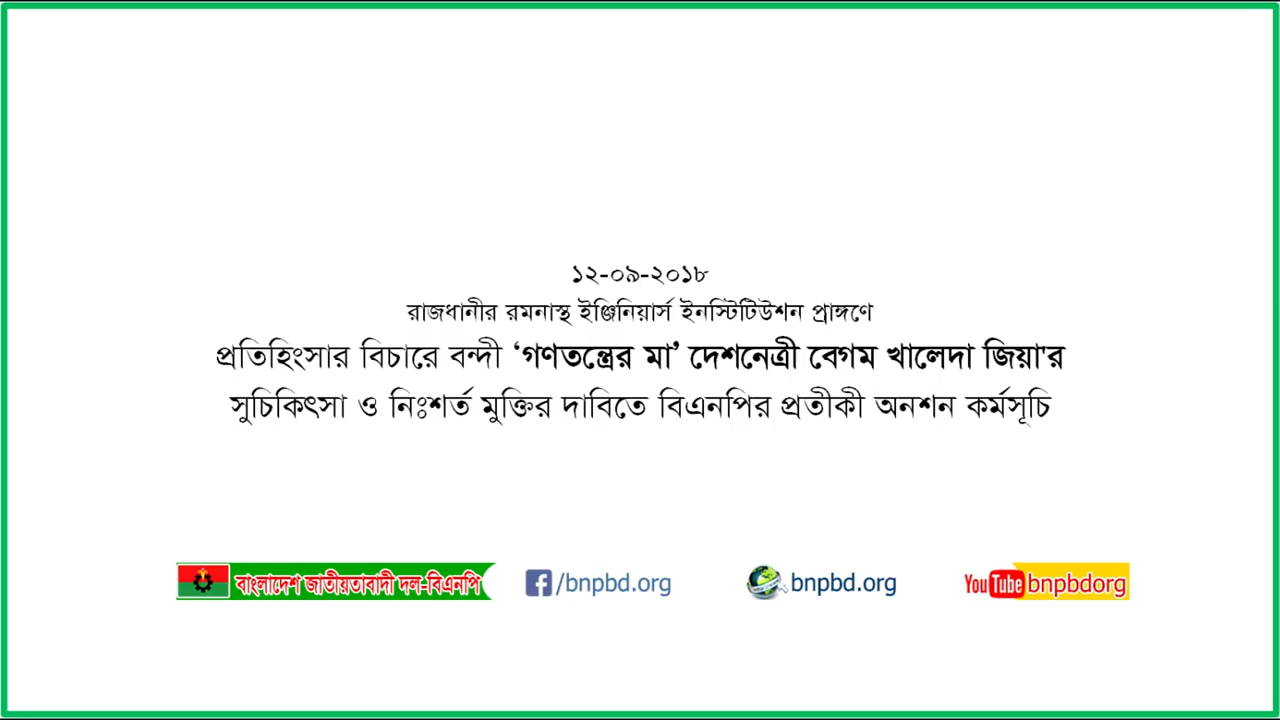 ১২-০৯-২০১৮
রাজধানীর রমনাস্থ ইঞ্জিনিয়ার্স ইনস্টিটিউশন প্রাঙ্গণে
প্রতিহিংসার বিচারে বন্দী ‘গণতন্ত্রের মা’ দেশনেত্রী বেগম খালেদা জিয়া'র
সুচিকিৎসা ও নিঃশর্ত মুক্তির দাবিতে বিএনপির প্রতীকী অনশন কর্মসূচি
বাংলাদেশ জাতীয়তাবাদী দল-বিএনপি /bnpbd.org bnpbd.org YouTube bnpbdorg